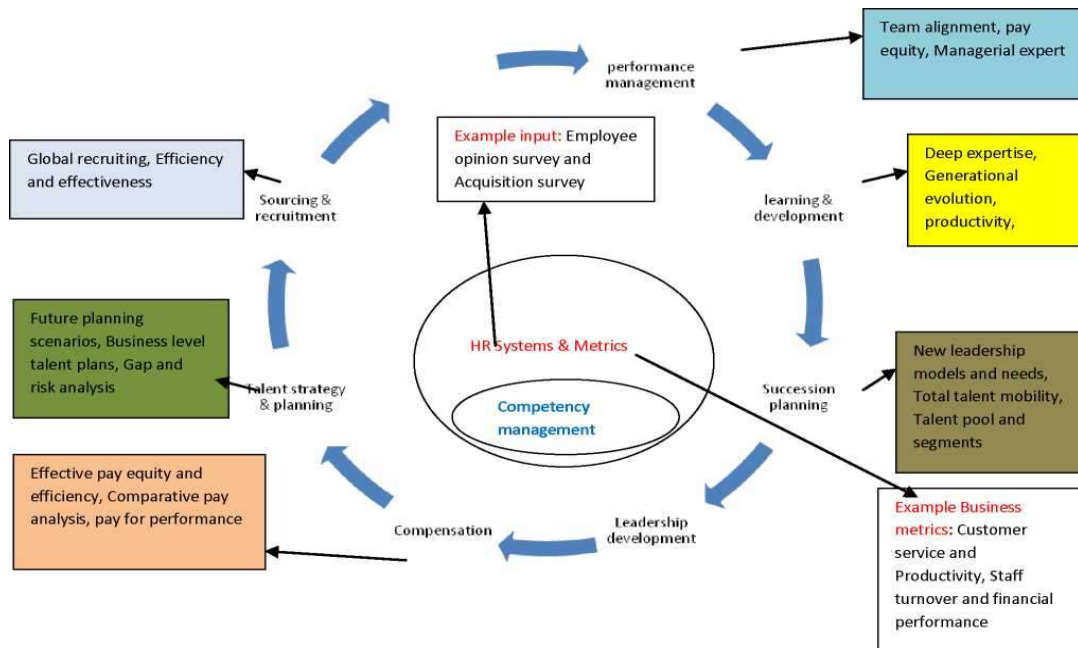 Team alignment, pay
equity, Managerial expert
performance
management
Example input: Employee
opinion survey and
Acquisition survey
Global recruiting, Efficiency
and effectiveness
Sourcing &
recruitment
Deep expertise,
Generational
evolution,
productivity,
learning &
development
Future planning
scenarios, Business level
talent plans, Gap and
risk analysis
Talent strategy
& planning
HR Systems & Metrics
Competency
management
Succession
planning
New leadership
models and needs,
Total talent mobility,
Talent pool and
segments
Effective pay equity and
efficiency, Comparative pay
analysis, pay for performance
Compensation
Leadership
development
Example Business
metrics: Customer
service and
Productivity, Staff
turnover and financial
performance